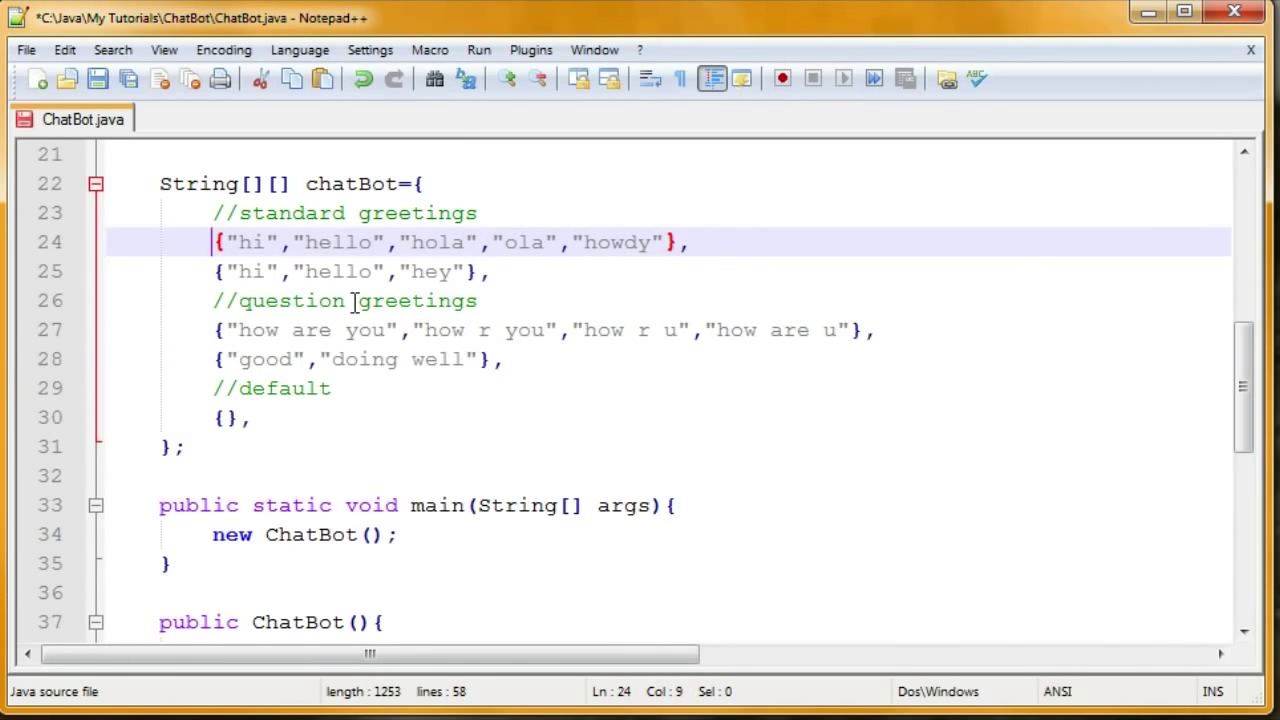 *C:\Java\My Tutorials\ChatBot\ChatBot.java - Notepad++
File Edit Search View Encoding Language Settings Macro Run Plugins Window ? X
ABC
ChatBot.java
21
22 String[][] chatBot={
23 //standard greetings
24 {"hi","hello","hola","ola","howdy"},
25 {"hi","hello","hey"},
26 //question greetings
27 {"how are you","how r you","how r u","how are u"},
28 {"good","doing well"},
29 //default
30 {},
31 };
32
33 public static void main(String[] args){
34 new ChatBot();
35 }
36
37 public ChatBot(){
Java source file length : 1253 lines : 58 Ln : 24 Col : 9 Sel : 0 Dos\Windows ANSI INS